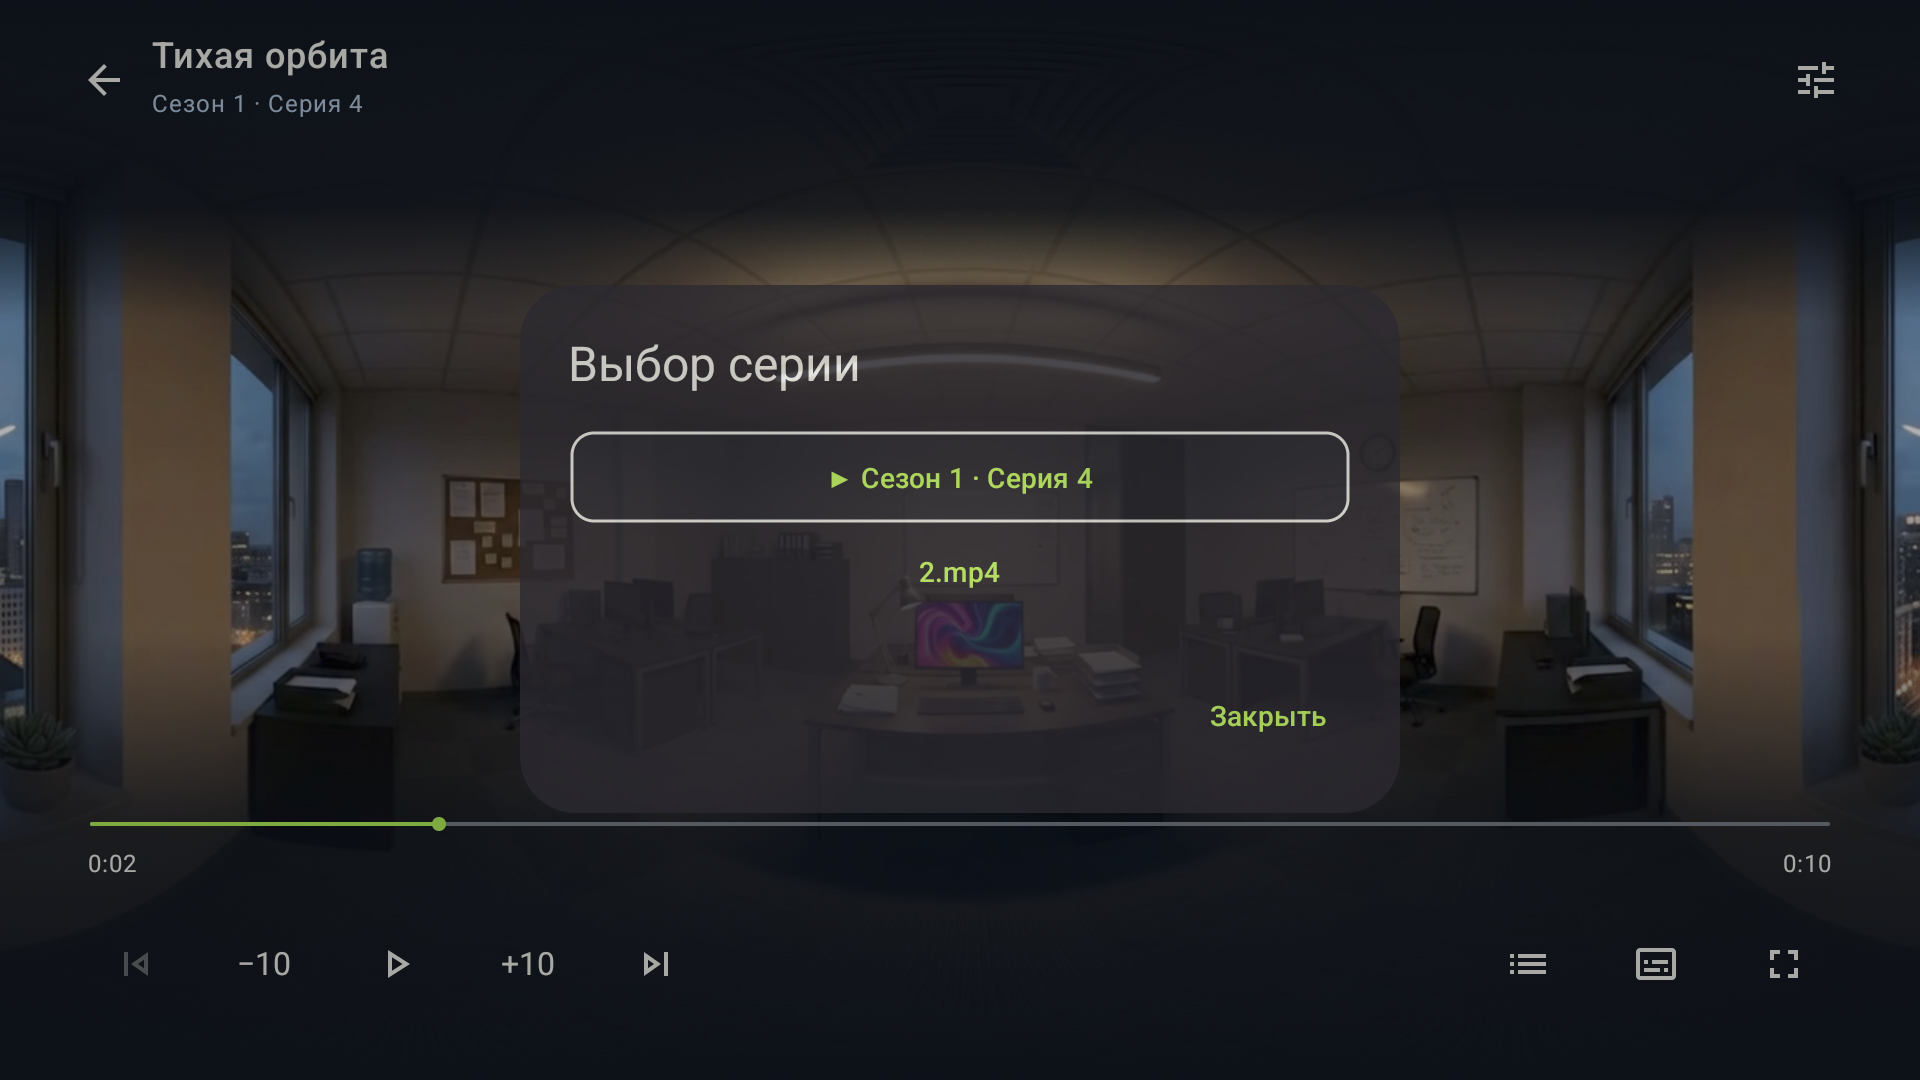 Тихая орбита
Сезон 1 · Серия 4
Выбор серии
► Сезон 1 · Серия 4
2.mp4
Закрыть
0:02
0:10
−10
+10